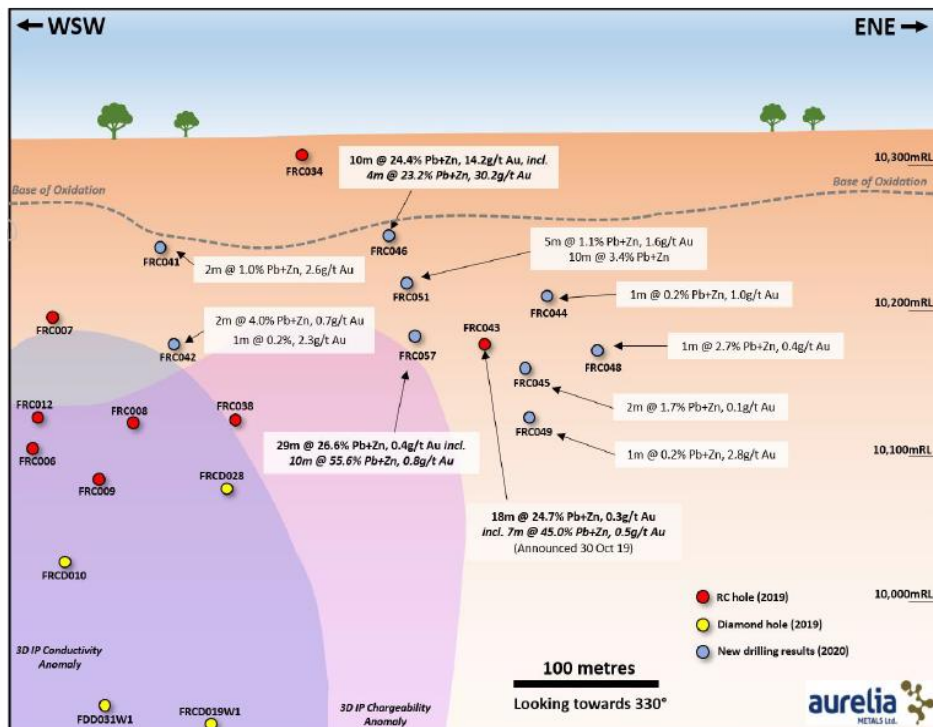 WSW
ENE
10m @ 24.4% Pb+Zn, 14.2g/t Au, incl.
4m @ 23.2% Pb+Zn, 30.2g/t Au
FRC034
10,300mRL
Base of Oxidation
Base of Oxidation
FRC041
2m @ 1.0% Pb+Zn, 2.6g/t Au
FRC046
5m @ 1.1% Pb+Zn, 1.6g/t Au
10m @ 3.4% Pb+Zn
FRC051
FRC044
1m @ 0.2% Pb+Zn, 1.0g/t Au
10,200mRL
FRC007
2m @ 4.0% Pb+Zn, 0.7g/t Au
1m @ 0.2%, 2.3g/t Au
FRC042
FRC057
FRC043
FRC048
1m @ 2.7% Pb+Zn, 0.4g/t Au
FRC045
FRC012
FRC008
FRC038
2m @ 1.7% Pb+Zn, 0.1g/t Au
FRC049
FRC006
29m @ 26.6% Pb+Zn, 0.4g/t Au incl.
10m @ 55.6% Pb+Zn, 0.8g/t Au
1m @ 0.2% Pb+Zn, 2.8g/t Au
10,100mRL
FRC009
FRCD028
18m @ 24.7% Pb+Zn, 0.3g/t Au
incl. 7m @ 45.0% Pb+Zn, 0.5g/t Au
(Announced 30 Oct 19)
FRCD010
10,000mRL
RC hole (2019)
Diamond hole (2019)
New drilling results (2020)
3D IP Conductivity
Anomaly
100 metres
Looking towards 330°
FDD031W1
FRCD019W1
3D IP Chargeability
Anomaly
aurelia
METALS Ltd.